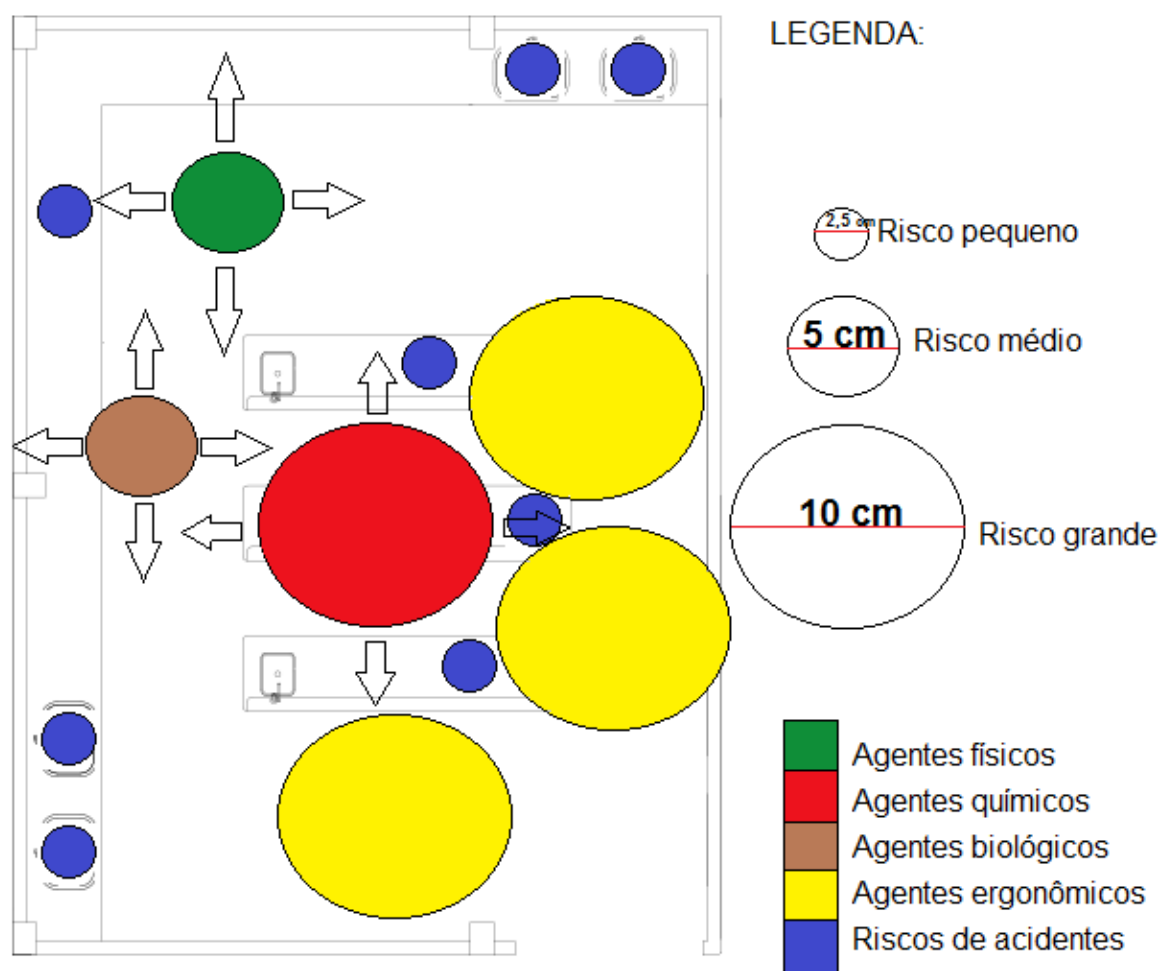 LEGENDA:
2,5 cm
Risco pequeno
5 cm
Risco médio
10 cm
Risco grande
Agentes físicos
Agentes químicos
Agentes biológicos
Agentes ergonômicos
Riscos de acidentes